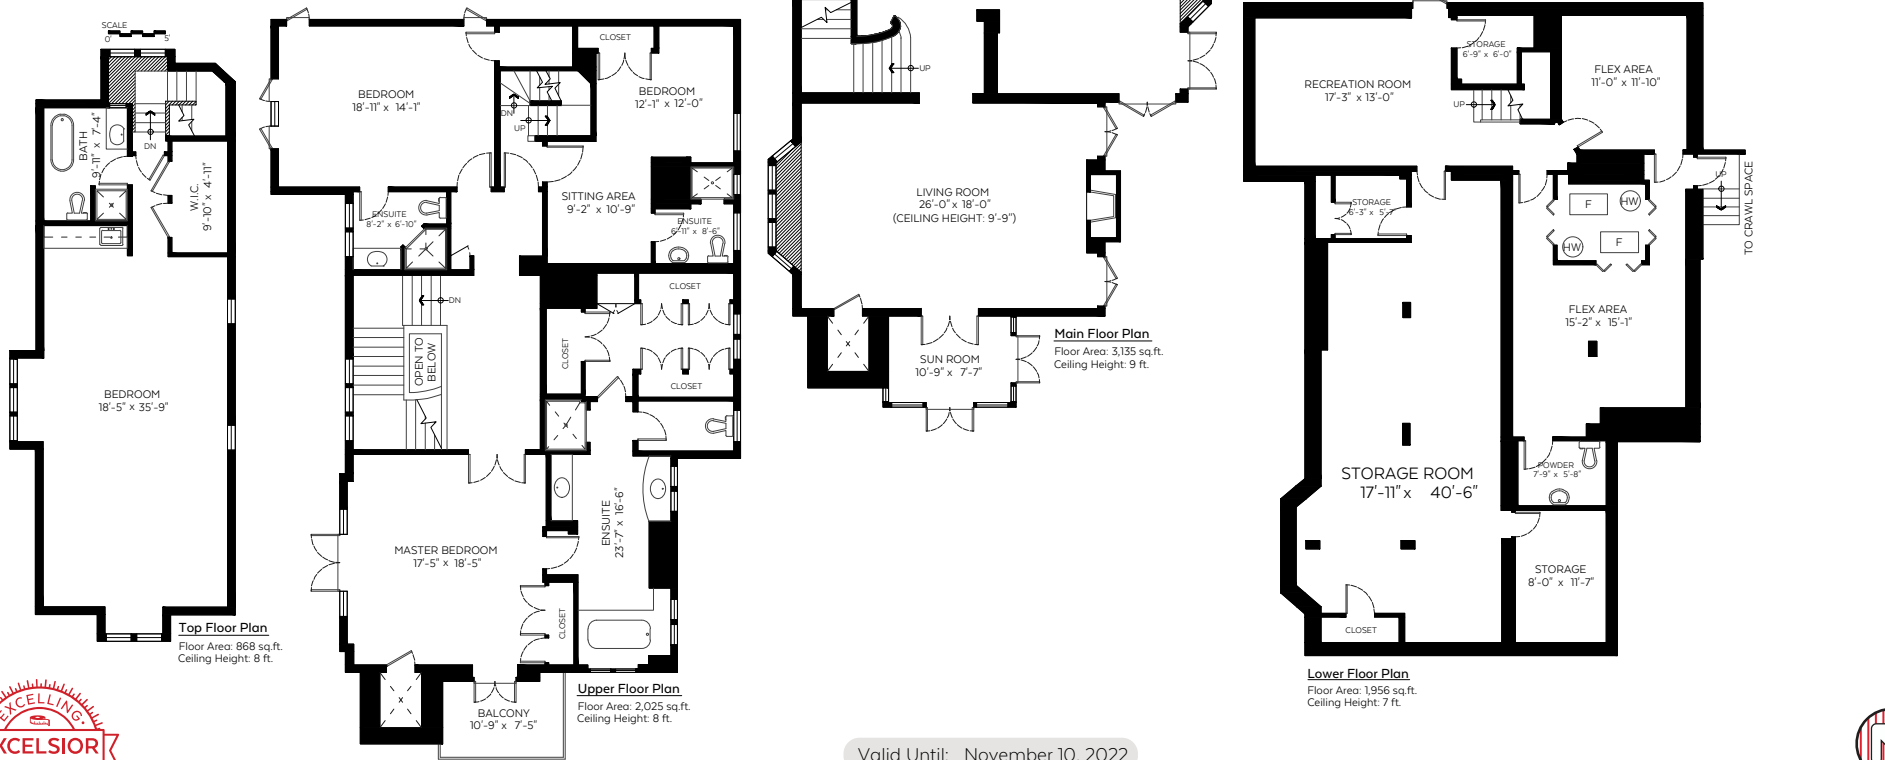 SCALE
0' 5'
BATH
9'-11" x 7'-4"
DN
W.I.C.
9'-10" x 4'-11"
BEDROOM
18'-5" x 35'-9"
Top Floor Plan
Floor Area: 868 sq.ft.
Ceiling Height: 8 ft.
EXCELLING
BEDROOM
18'-11" x 14'-1"
CLOSET
BEDROOM
12'-1" x 12'-0"
DN
UP
SITTING AREA
9'-2" x 10'-9"
ENSUITE
8'-2" x 6'-10"
ENSUITE
6'-11" x 8'-6"
DN
OPEN TO
BELOW
CLOSET
CLOSET
CLOSET
MASTER BEDROOM
17'-5" x 18'-5"
ENSUITE
23'-7" x 16'-6"
CLOSET
BALCONY
10'-9" x 7'-5"
Upper Floor Plan
Floor Area: 2,025 sq.ft.
Ceiling Height: 8 ft.
UP
LIVING ROOM
26'-0" x 18'-0"
(CEILING HEIGHT: 9'-9")
SUN ROOM
10'-9" x 7'-7"
Main Floor Plan
Floor Area: 3,135 sq.ft.
Ceiling Height: 9 ft.
Valid Until: November 10, 2022
RECREATION ROOM
17'-3" x 13'-0"
STORAGE
6'-9" x 6'-0"
UP
FLEX AREA
11'-0" x 11'-10"
UP
TO CRAWL SPACE
STORAGE
F
HW
HW
F
FLEX AREA
15'-2" x 15'-1"
STORAGE ROOM
17'-11" x 40'-6"
POWDER
7'-9" x 5'-8"
STORAGE
8'-0" x 11'-7"
CLOSET
Lower Floor Plan
Floor Area: 1,956 sq.ft.
Ceiling Height: 7 ft.